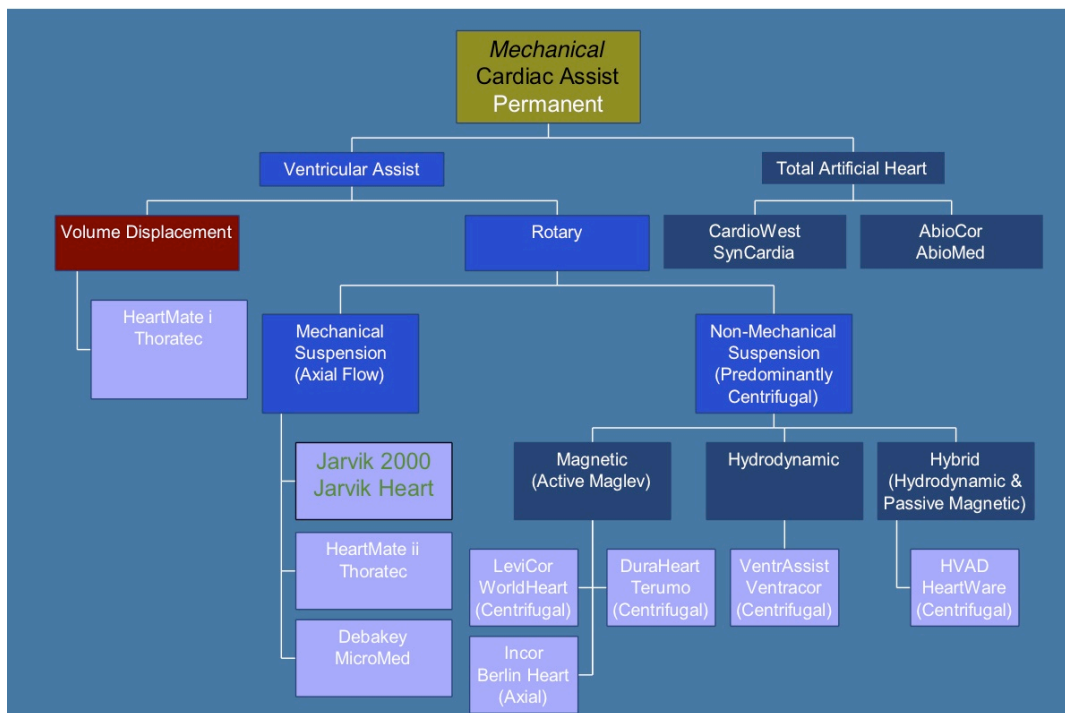 Mechanical
Cardiac Assist
Permanent
Ventricular Assist
Total Artificial Heart
Volume Displacement
Rotary
CardioWest
SynCardia
AbioCor
AbioMed
HeartMate i
Thoratec
Mechanical
Suspension
(Axial Flow)
Non-Mechanical
Suspension
(Predominantly
Centrifugal)
Jarvik 2000
Jarvik Heart
HeartMate ii
Thoratec
Debakey
MicroMed
Magnetic
(Active Maglev)
Hydrodynamic
Hybrid
(Hydrodynamic &
Passive Magnetic)
LeviCor
WorldHeart
(Centrifugal)
DuraHeart
Terumo
(Centrifugal)
VentrAssist
Ventracor
(Centrifugal)
HVAD
HeartWare
(Centrifugal)
Incor
Berlin Heart
(Axial)